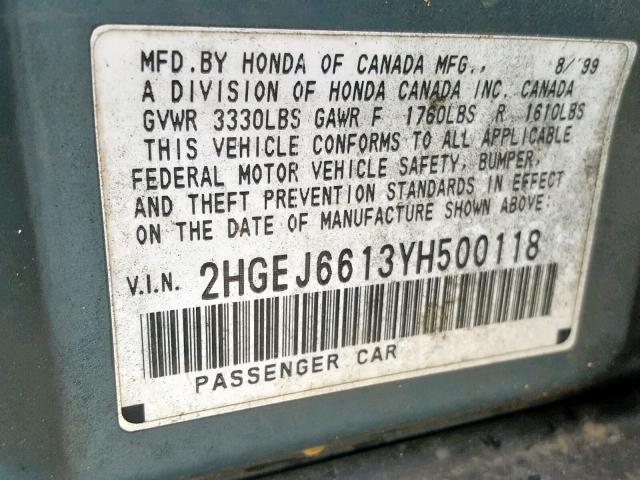 MFD.BY HONDA OF CANADA MFG., 8/'99
A DIVISION OF HONDA CANADA INC. CANADA
GVWR 3330LBS GAWR F 1760LBS R 1610LBS
THIS VEHICLE CONFORMS TO ALL APPLICABLE
FEDERAL MOTOR VEHICLE SAFETY, BUMPER,
AND THEFT PREVENTION STANDARDS IN EFFECT
ON THE DATE OF MANUFACTURE SHOWN ABOVE:
V.I.N. 2HGEJ6613YH500118
PASSENGER CAR